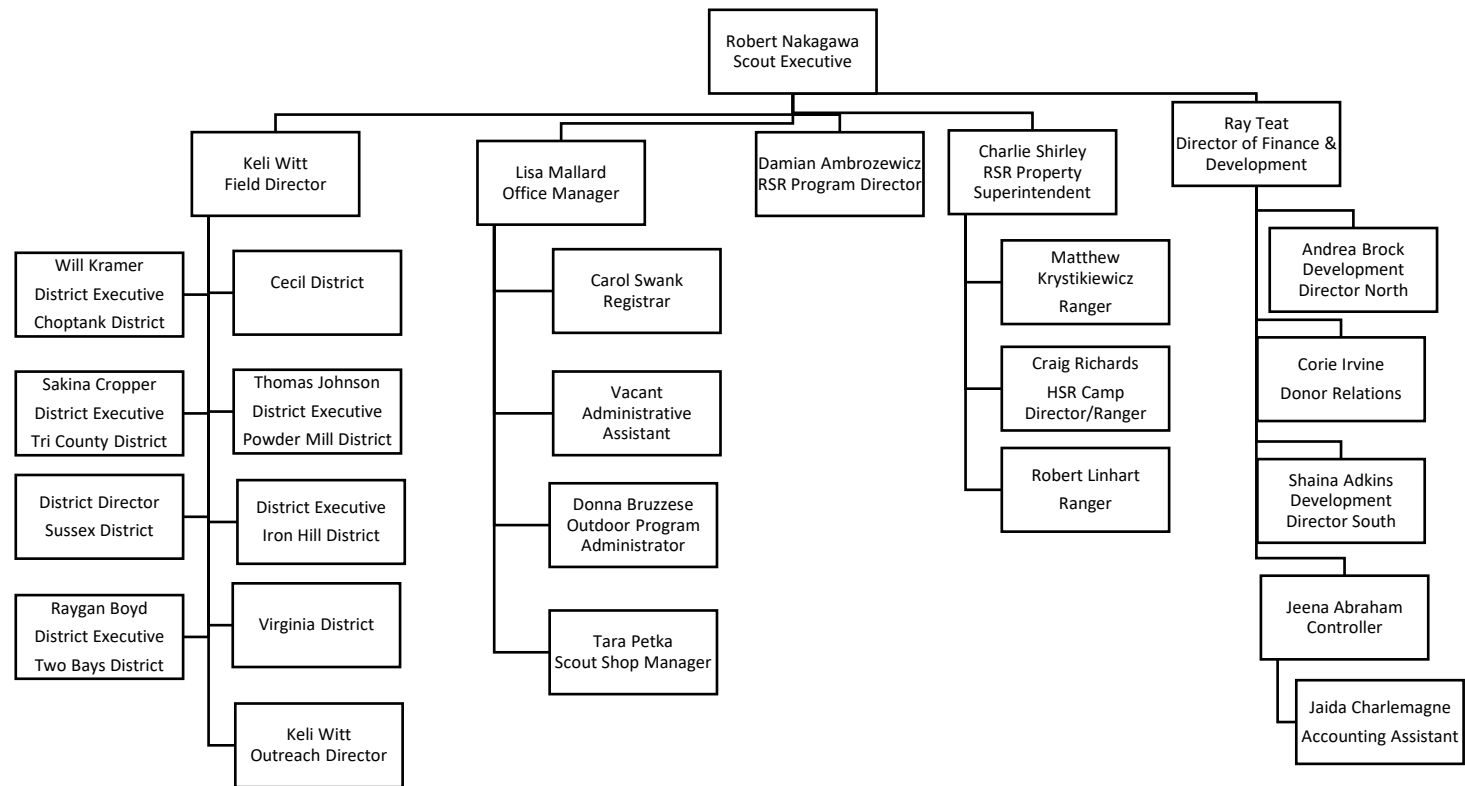 Robert Nakagawa
Scout Executive
Keli Witt
Field Director
Will Kramer
District Executive
Choptank District
Cecil District
Sakina Cropper
District Executive
Tri County District
Thomas Johnson
District Executive
Powder Mill District
District Director
Sussex District
District Executive
Iron Hill District
Raygan Boyd
District Executive
Two Bays District
Virginia District
Keli Witt
Outreach Director
Lisa Mallard
Office Manager
Carol Swank
Registrar
Vacant
Administrative
Assistant
Donna Bruzzese
Outdoor Program
Administrator
Tara Petka
Scout Shop Manager
Damian Ambrozewicz
RSR Program Director
Charlie Shirley
RSR Property
Superintendent
Matthew
Krystikiewicz
Ranger
Craig Richards
HSR Camp
Director/Ranger
Robert Linhart
Ranger
Ray Teat
Director of Finance &
Development
Andrea Brock
Development
Director North
Corie Irvine
Donor Relations
Shaina Adkins
Development
Director South
Jeena Abraham
Controller
Jaida Charlemagne
Accounting Assistant